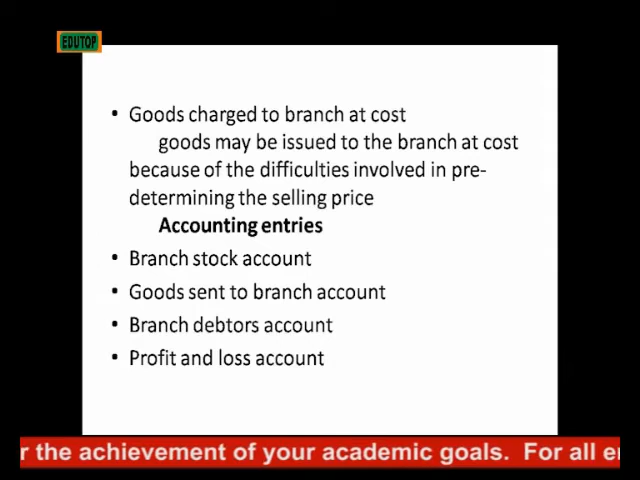 EDUTOP
• Goods charged to branch at cost
goods may be issued to the branch at cost
because of the difficulties involved in pre-
determining the selling price
Accounting entries
• Branch stock account
• Goods sent to branch account
• Branch debtors account
• Profit and loss account
r the achievement of your academic goals. For all e